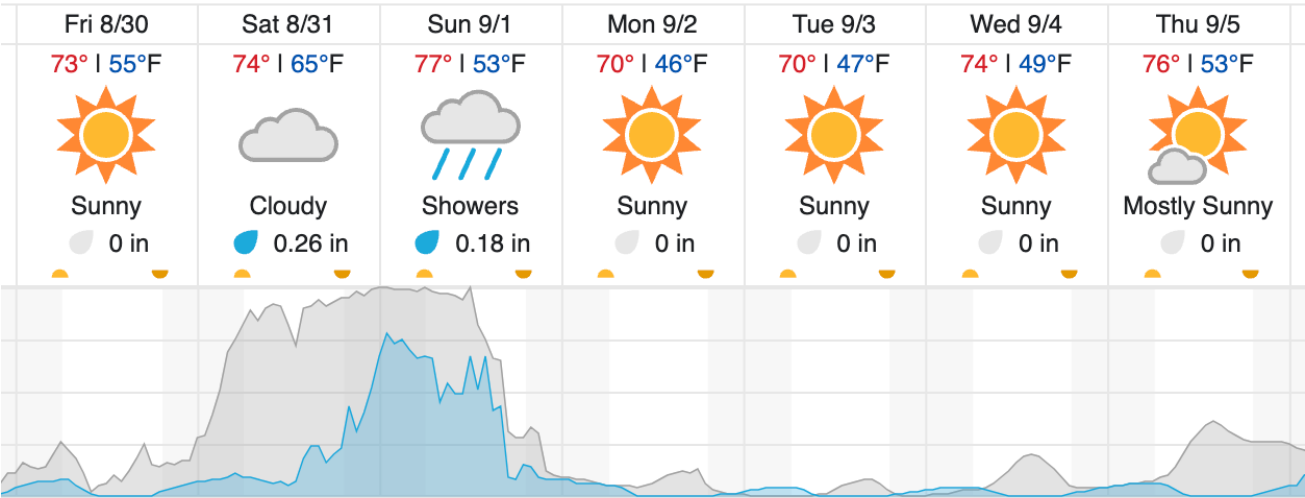 Fri 8/30 Sat 8/31 Sun 9/1 Mon 9/2 Tue 9/3 Wed 9/4 Thu 9/5
73° | 55°F 74° | 65°F 77° | 53°F 70° | 46°F 70° | 47°F 74° | 49°F 76° | 53°F
Sunny Cloudy Showers Sunny Sunny Sunny Mostly Sunny
0 in 0.26 in 0.18 in 0 in 0 in 0 in 0 in